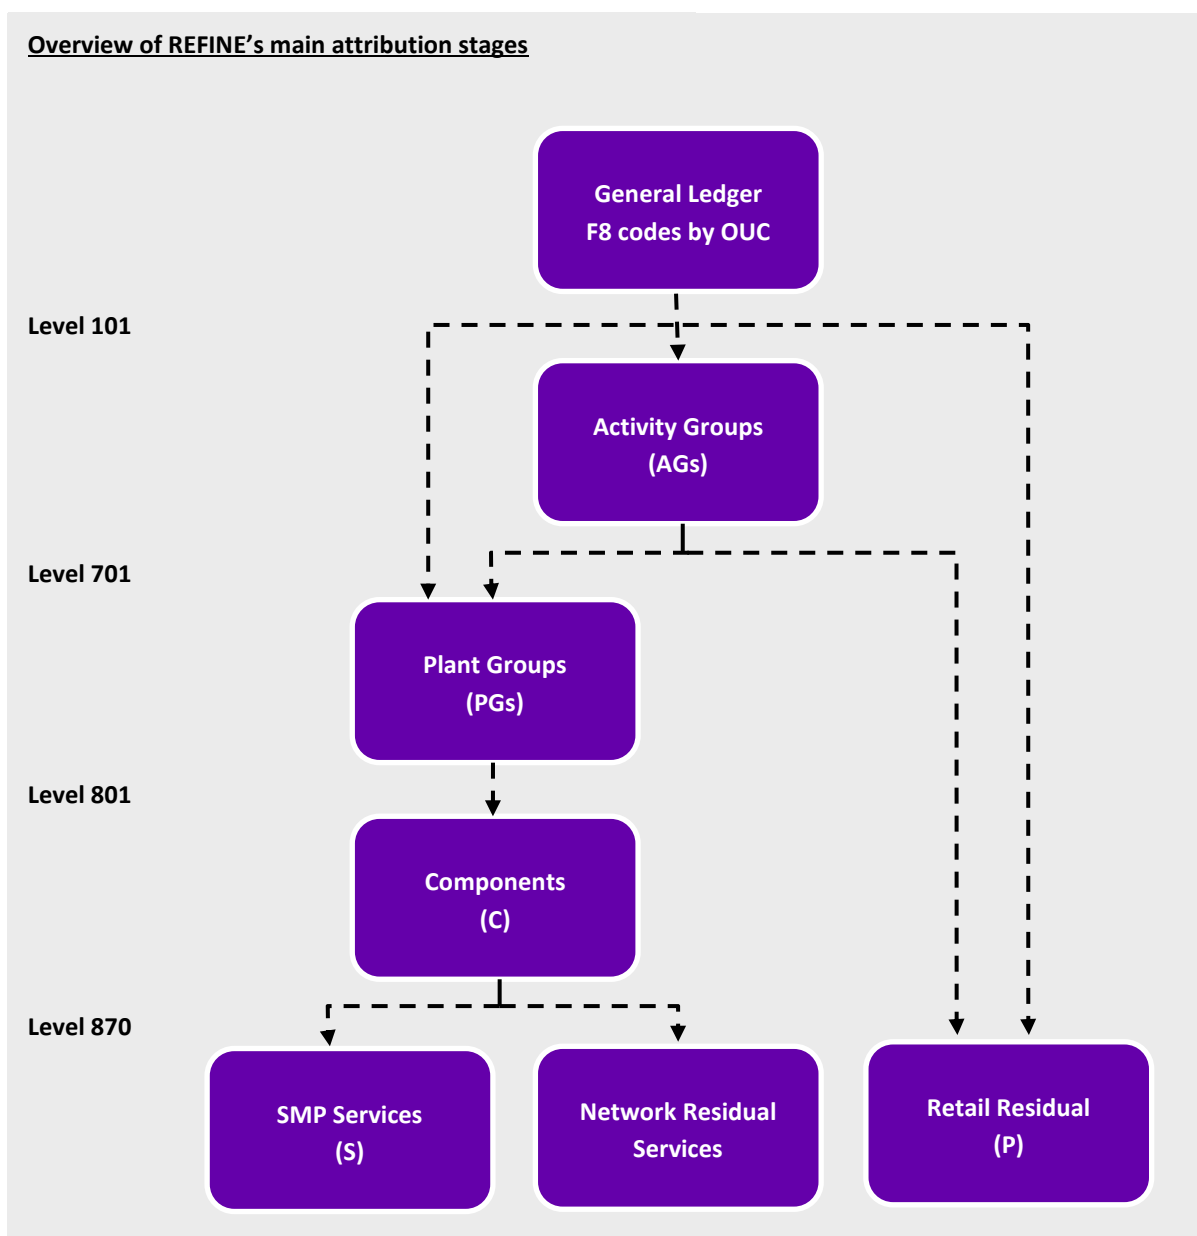 Overview of REFINE’s main attribution stages
General Ledger
F8 codes by OUC
Level 101
Activity Groups
(AGs)
Level 701
Plant Groups
(PGs)
Level 801
Components
(C)
Level 870
SMP Services
(S)
Network Residual
Services
Retail Residual
(P)